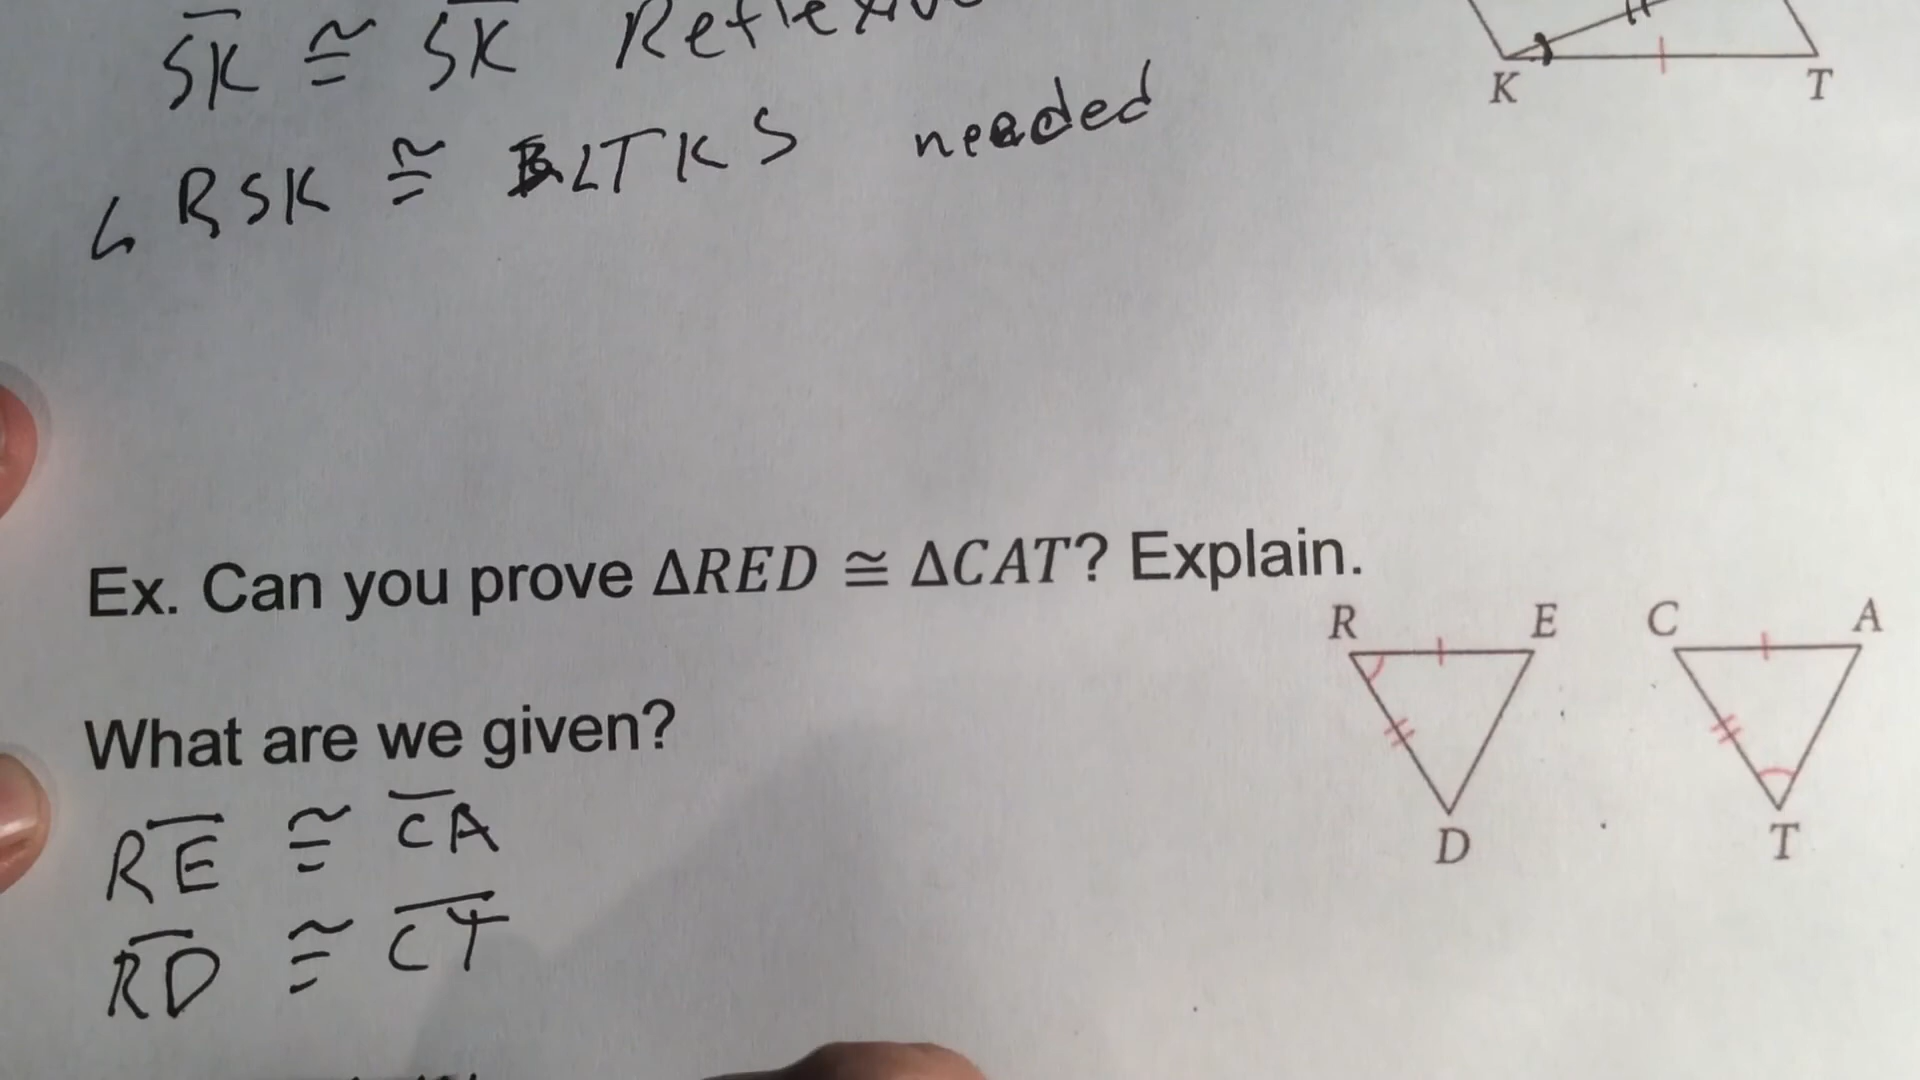 SK ≅ SK Reflexiv
∠ RSK ≅ ∠TKS needed
K T
Ex. Can you prove ΔRED ≅ ΔCAT? Explain.
R E C A
What are we given?
RE ≅ CA
D T
RD ≅ CT